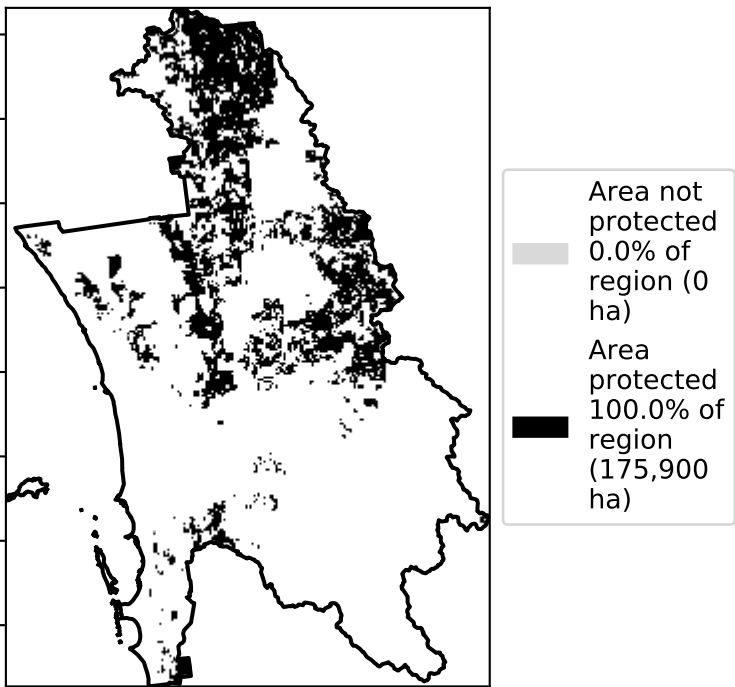 Area not
protected
0.0% of
region (0
ha)
Area
protected
100.0% of
region
(175,900
ha)